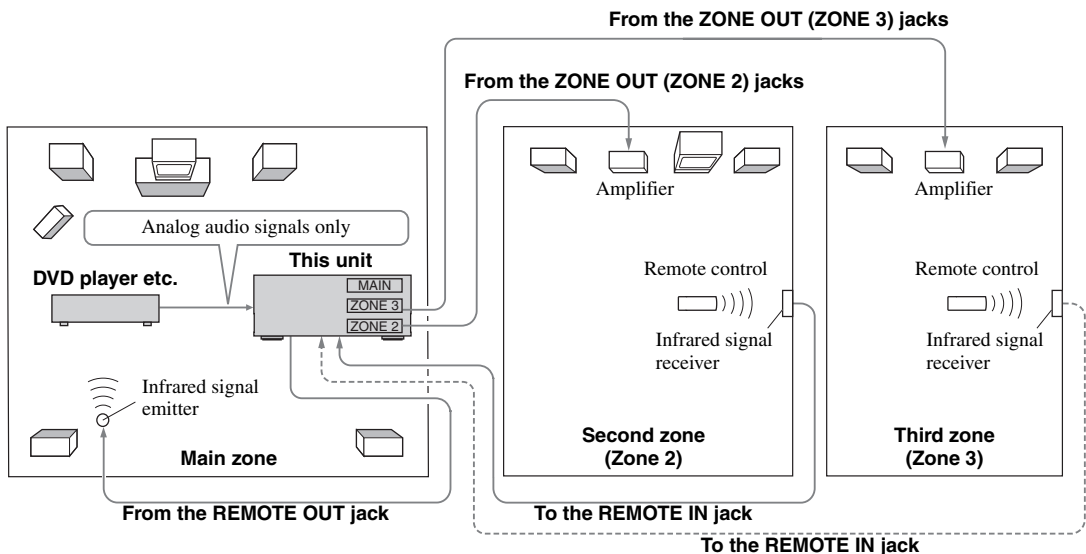 From the ZONE OUT (ZONE 3) jacks
From the ZONE OUT (ZONE 2) jacks
Amplifier
Amplifier
Analog audio signals only
This unit
DVD player etc.
MAIN
ZONE 3
ZONE 2
Remote control
Remote control
Infrared signal
receiver
Infrared signal
receiver
Infrared signal
emitter
Main zone
Second zone
(Zone 2)
Third zone
(Zone 3)
From the REMOTE OUT jack
To the REMOTE IN jack
To the REMOTE IN jack